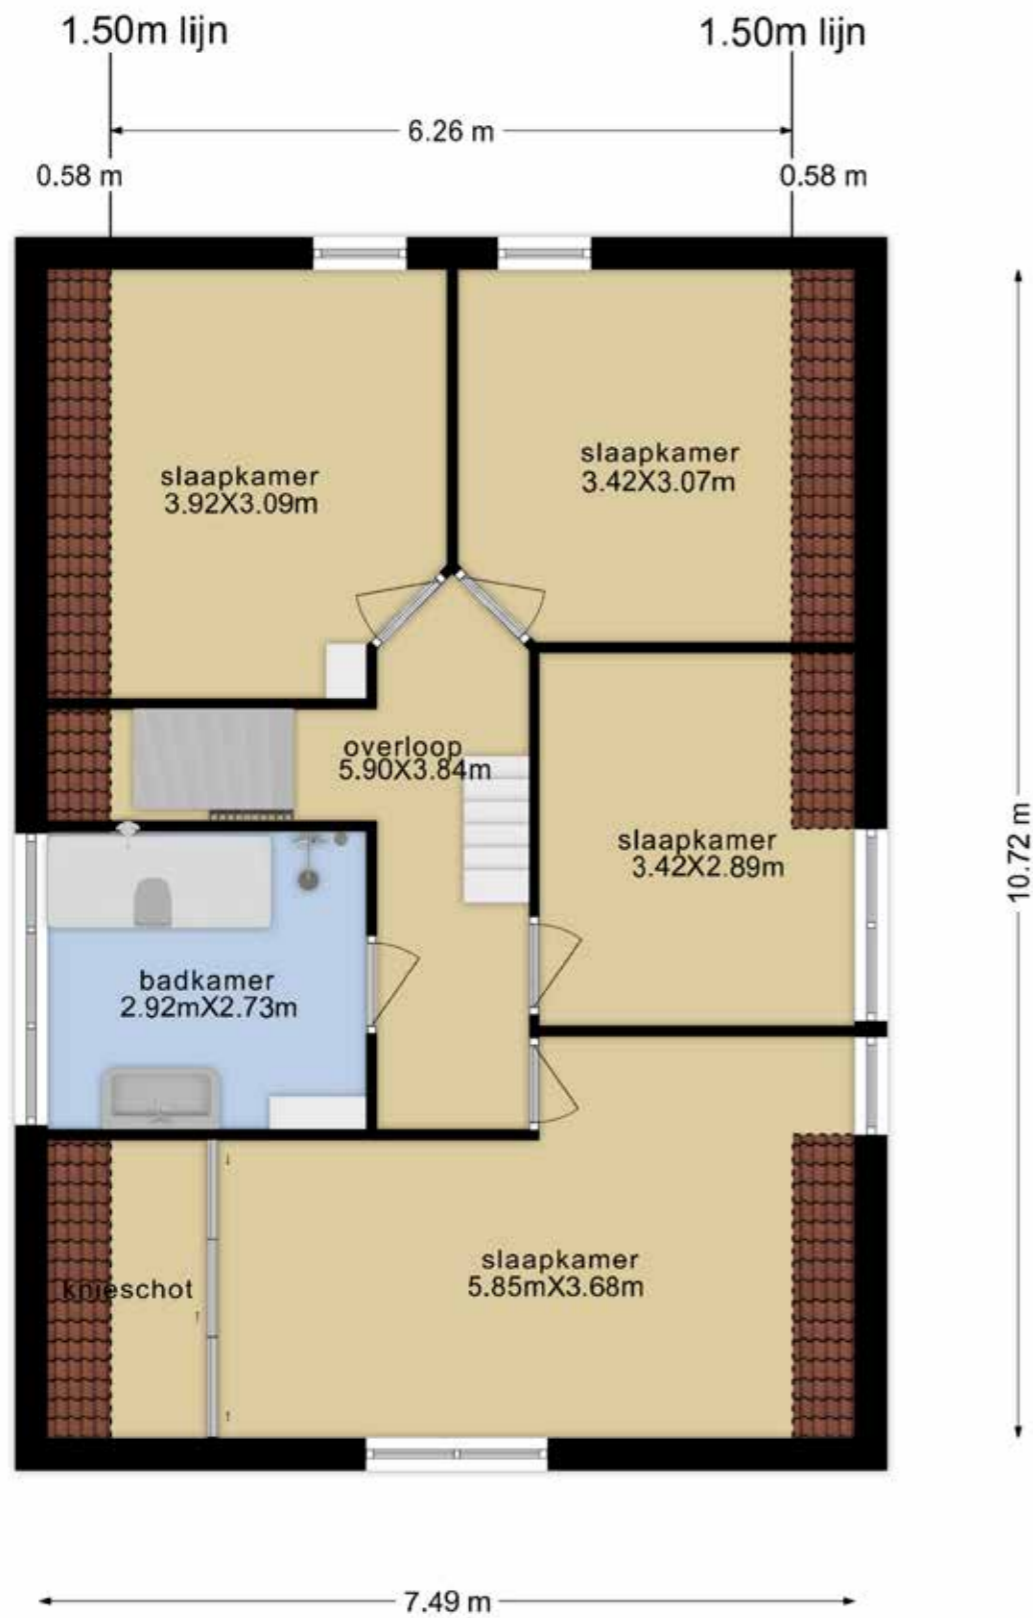 1.50m lijn
1.50m lijn
6.26 m
0.58 m
0.58 m
slaapkamer
3.92X3.09m
slaapkamer
3.42X3.07m
overloop
5.90X3.84m
slaapkamer
3.42X2.89m
10.72 m
badkamer
2.92mX2.73m
slaapkamer
5.85mX3.68m
knieschot
7.49 m